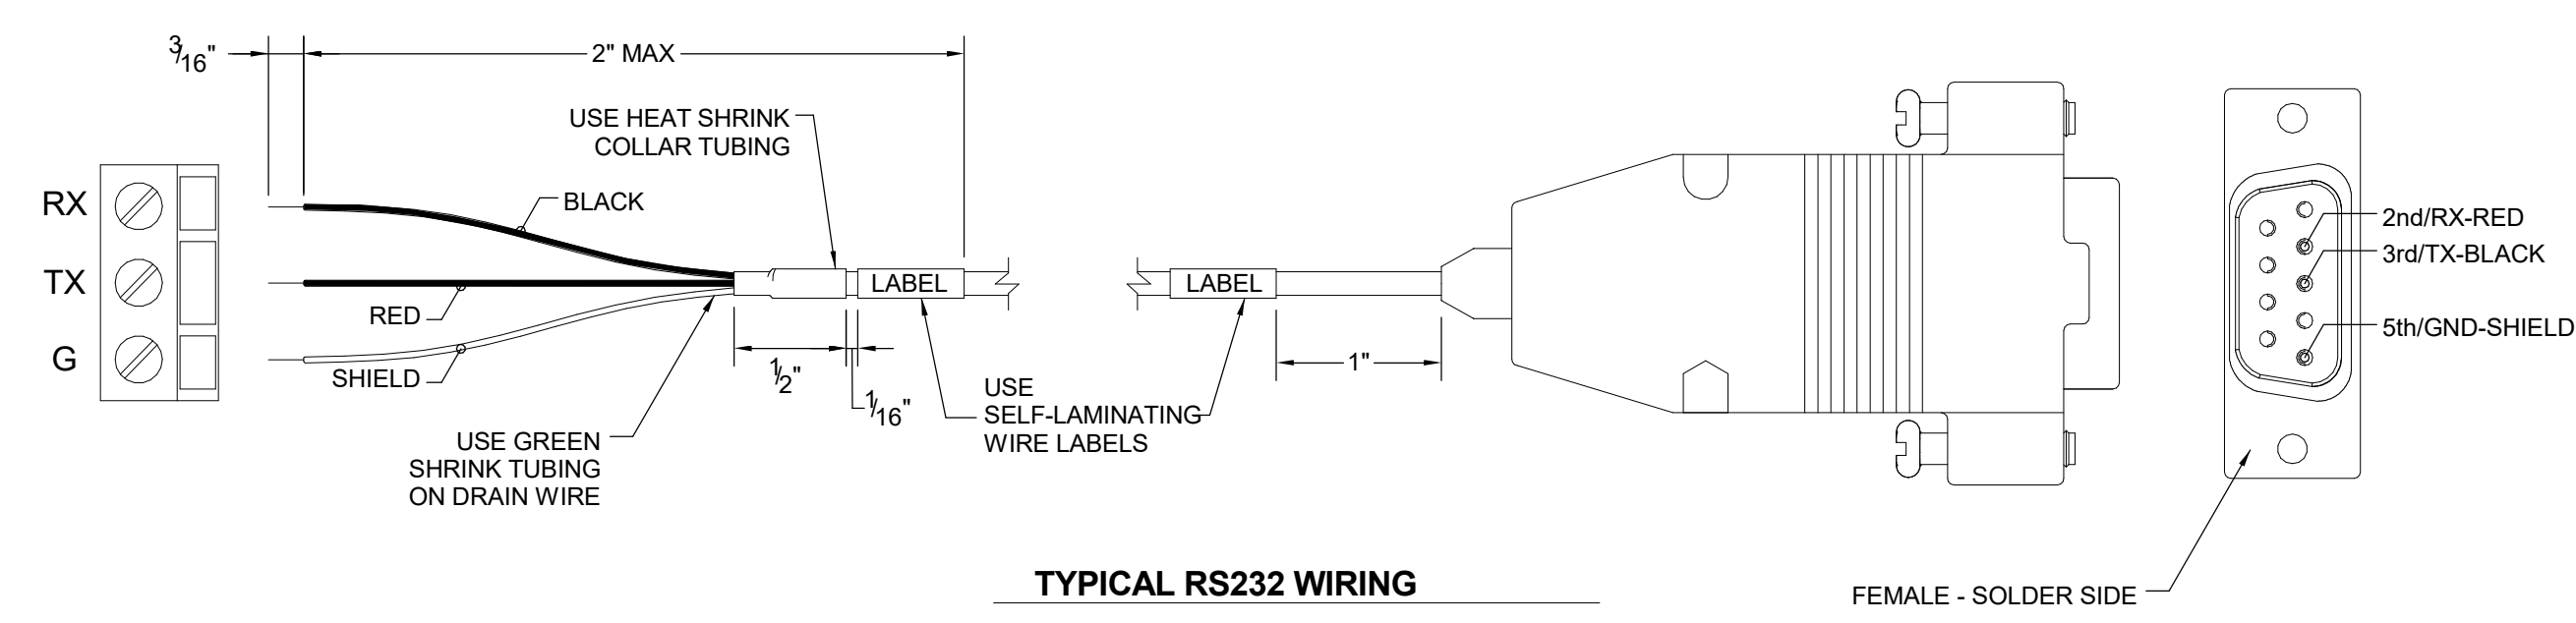 3/16"
2" MAX
USE HEAT SHRINK
COLLAR TUBING
RX
BLACK
TX
LABEL
RED
G
SHIELD
1/2"
1/16"
USE GREEN
SHRINK TUBING
ON DRAIN WIRE
USE
SELF-LAMINATING
WIRE LABELS
LABEL
1"
2nd/RX-RED
3rd/TX-BLACK
5th/GND-SHIELD
FEMALE - SOLDER SIDE
TYPICAL RS232 WIRING